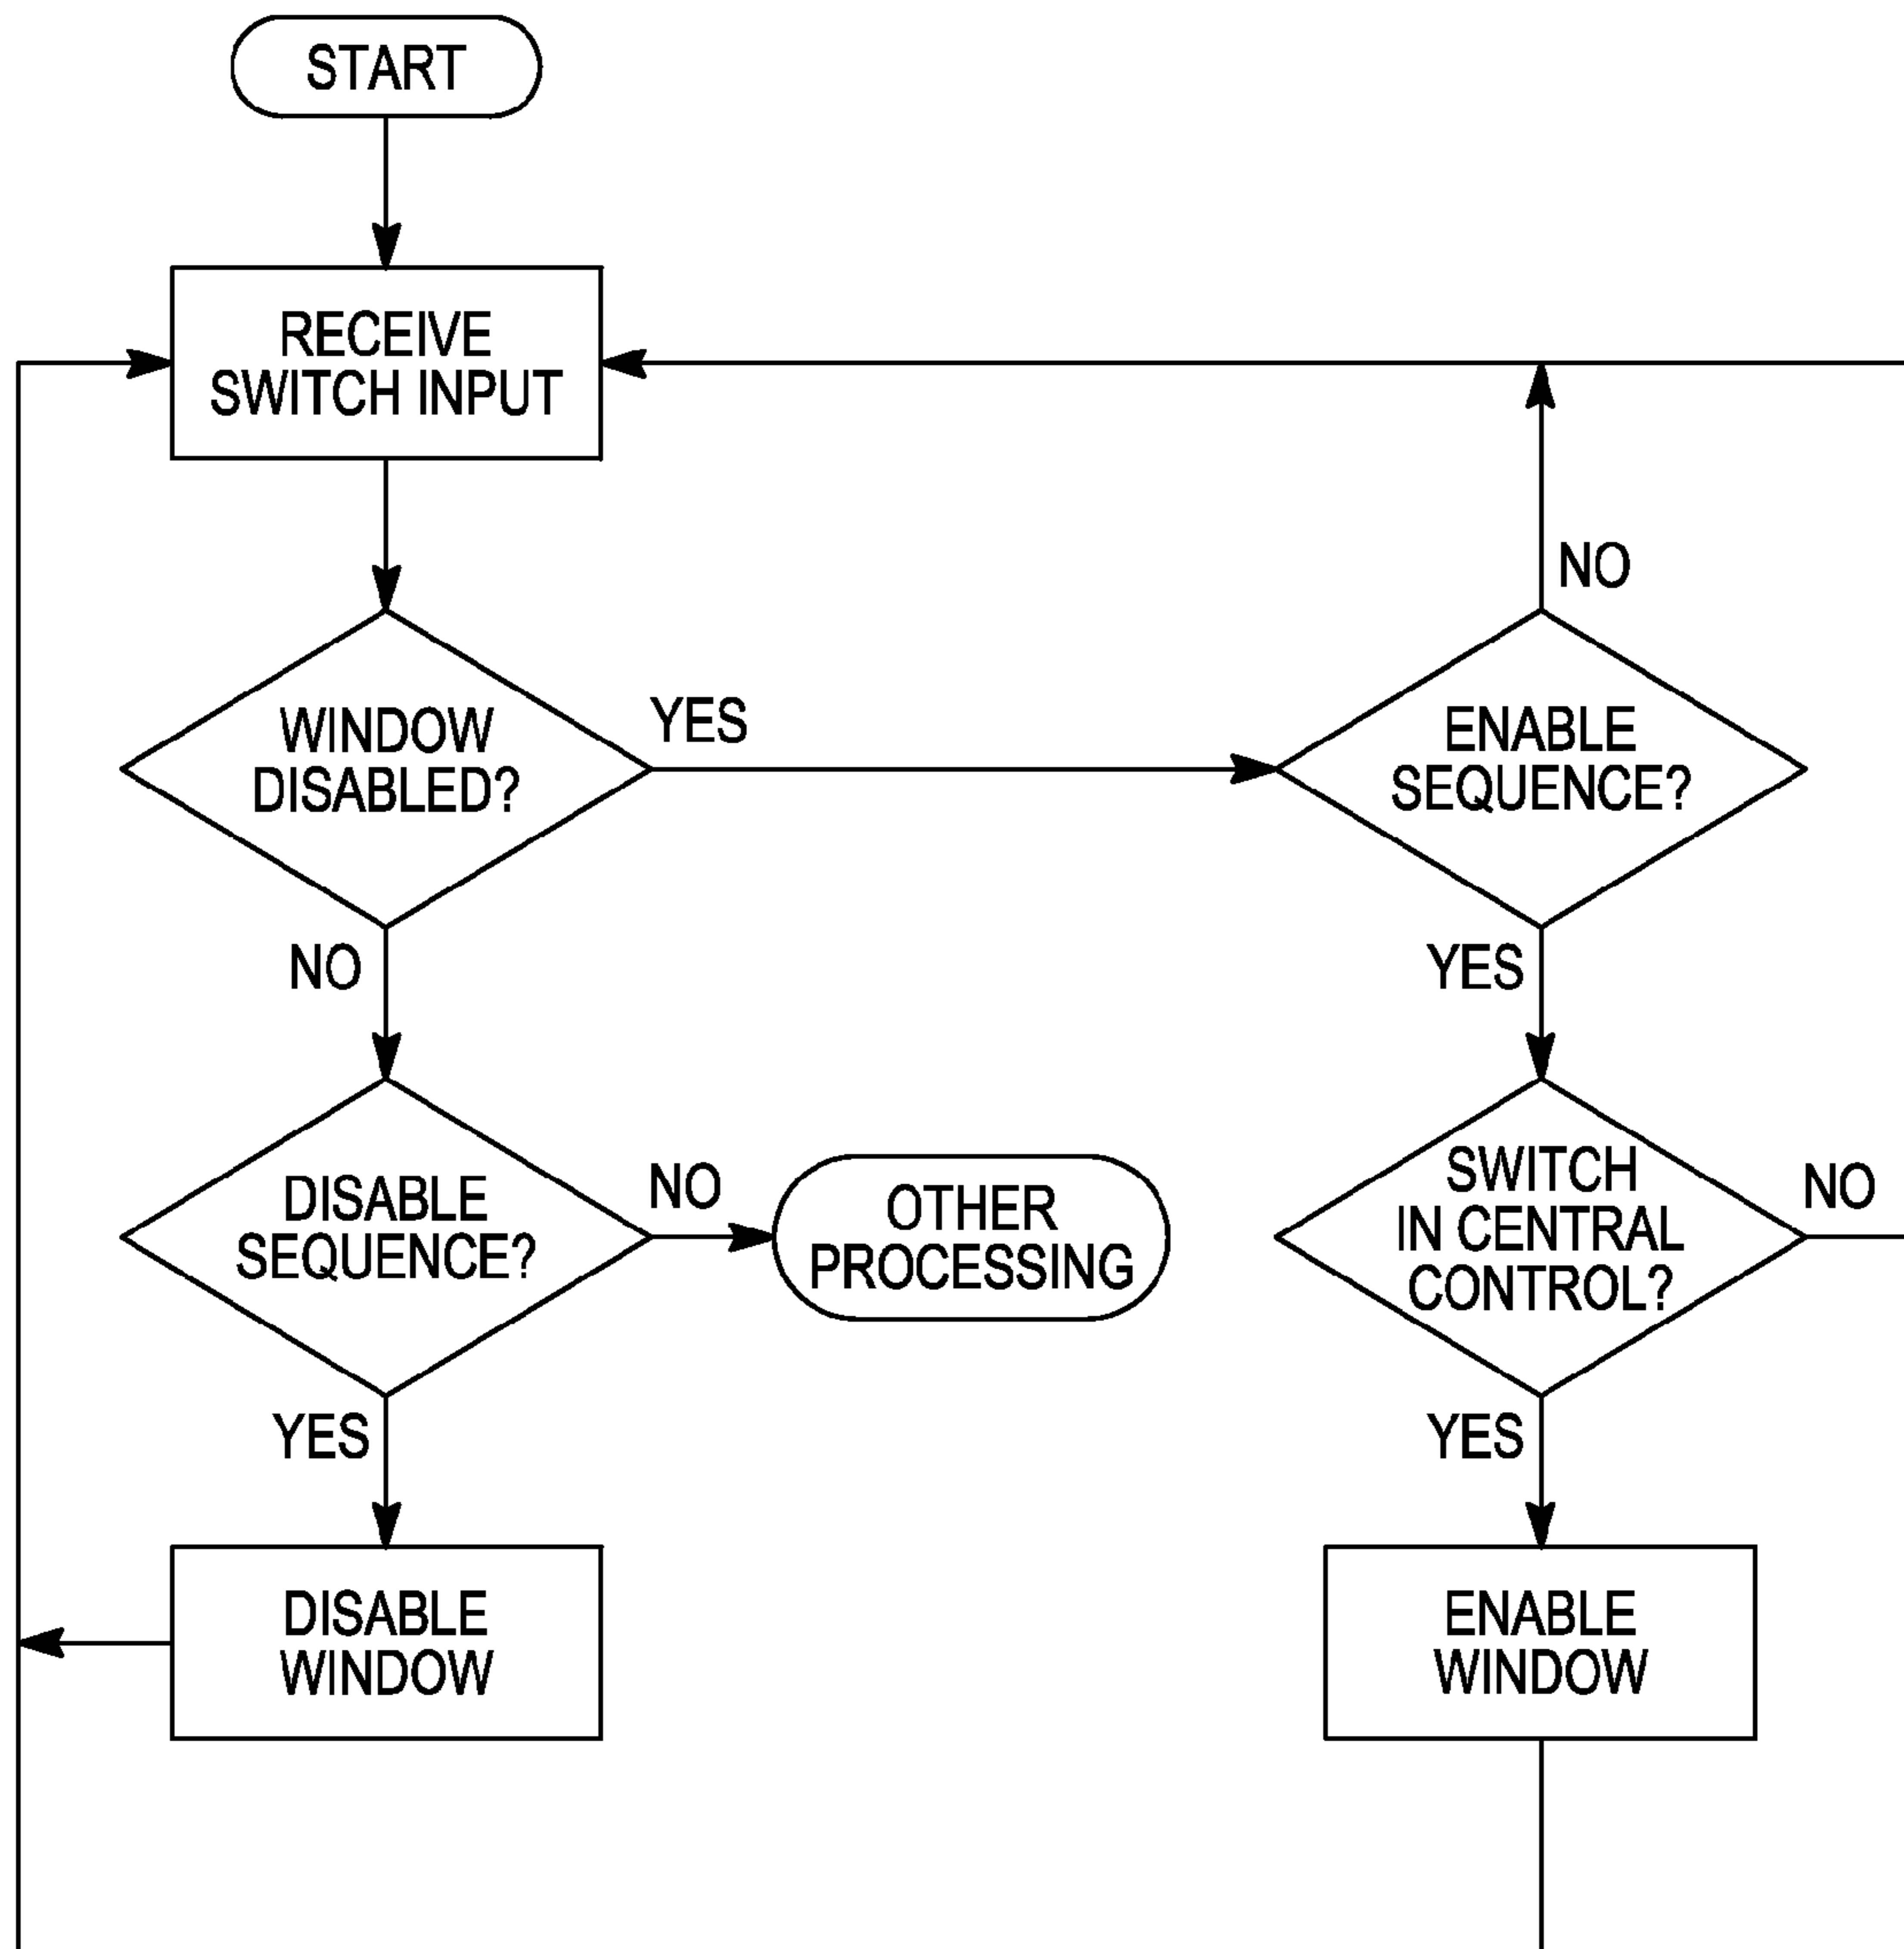 START
RECEIVE
SWITCH INPUT
NO
WINDOW
DISABLED?
YES
ENABLE
SEQUENCE?
NO
YES
DISABLE
SEQUENCE?
NO
OTHER
PROCESSING
SWITCH
IN CENTRAL
CONTROL?
NO
YES
YES
DISABLE
WINDOW
ENABLE
WINDOW